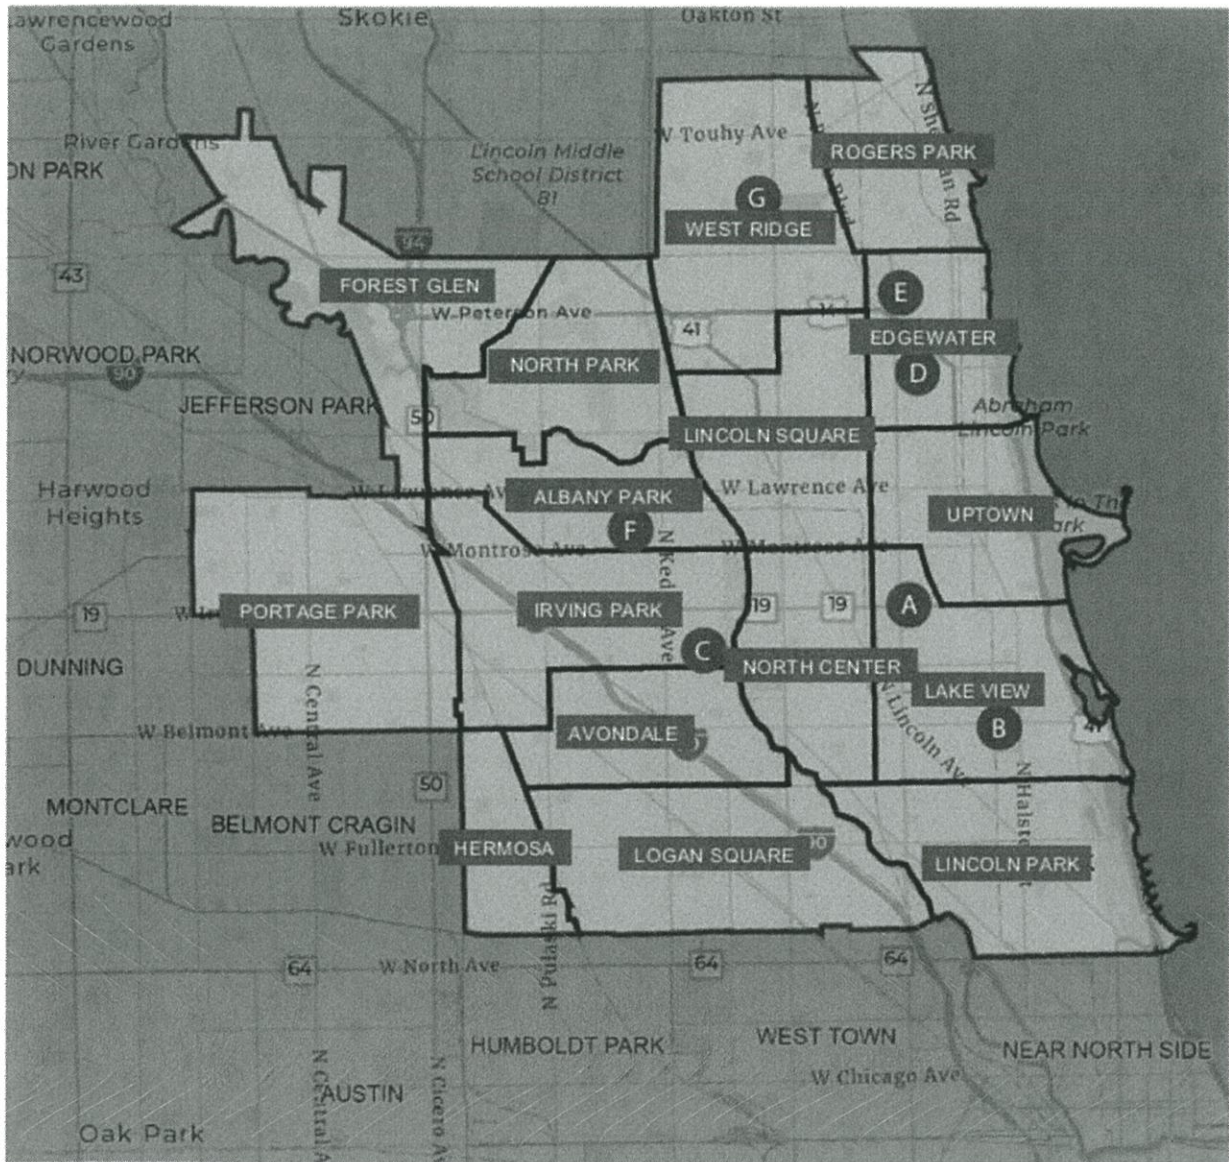 Lawrencewood
Gardens
Skokie
Oakton St
River Gardens
ON PARK
Lincoln Middle
School District
81
W Touhy Ave
ROGERS PARK
G
WEST RIDGE
94
43
FOREST GLEN
E
W Peterson Ave
41
14
EDGEWATER
NORWOOD PARK
90
NORTH PARK
D
JEFFERSON PARK
50
Abraham
Lincoln Park
LINCOLN SQUARE
Harwood
Heights
W Lawrence Ave
ALBANY PARK
W Lawrence Ave
UPTOWN
F
W Montrose Ave
W Montrose Ave
19
PORTAGE PARK
IRVING PARK
19
19
A
DUNNING
C
NORTH CENTER
LAKE VIEW
N Central Ave
W Belmont Ave
AVONDALE
N Lincoln Ave
B
41
50
MONTCLARE
BELMONT CRAGIN
W Fullerton
HERMOSA
LOGAN SQUARE
90
LINCOLN PARK
64
W North Ave
64
64
N Pulaski Rd
HUMBOLDT PARK
WEST TOWN
NEAR NORTH SIDE
W Chicago Ave
AUSTIN
Oak Park